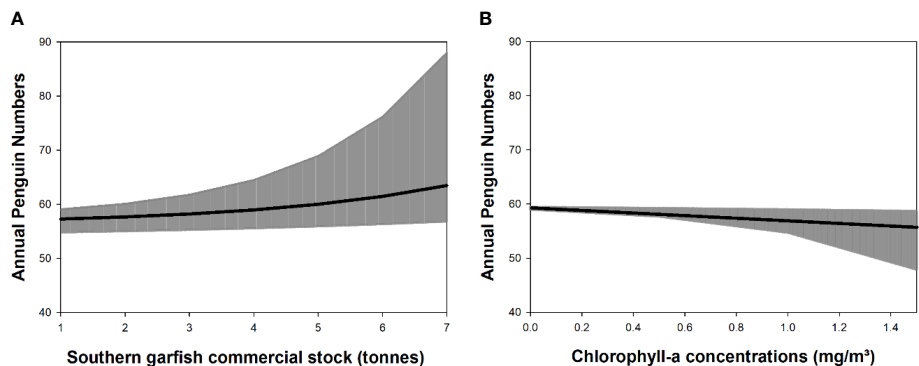 A
Annual Penguin Numbers
90
80
70
60
50
40
1 2 3 4 5 6 7
Southern garfish commercial stock (tonnes)
B
Annual Penguin Numbers
90
80
70
60
50
40
0.0 0.2 0.4 0.6 0.8 1.0 1.2 1.4
Chlorophyll-a concentrations (mg/m³)